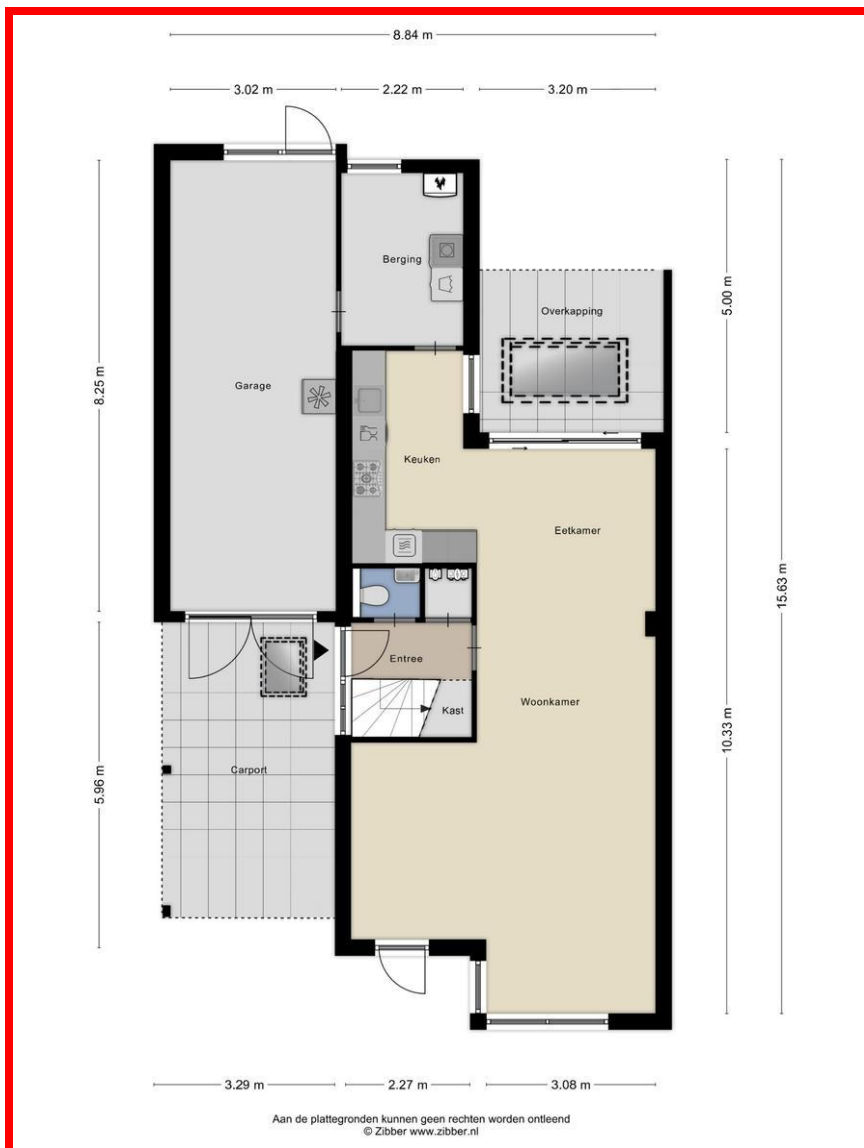 8.84 m
3.02 m
2.22 m
3.20 m
Berging
Overkapping
5.00 m
Garage
8.25 m
Keuken
Eetkamer
15.63 m
Entree
Woonkamer
Kast
10.33 m
Carport
5.96 m
3.29 m
2.27 m
3.08 m
Aan de plattegronden kunnen geen rechten worden ontleend
© Zibber www.zibber.nl